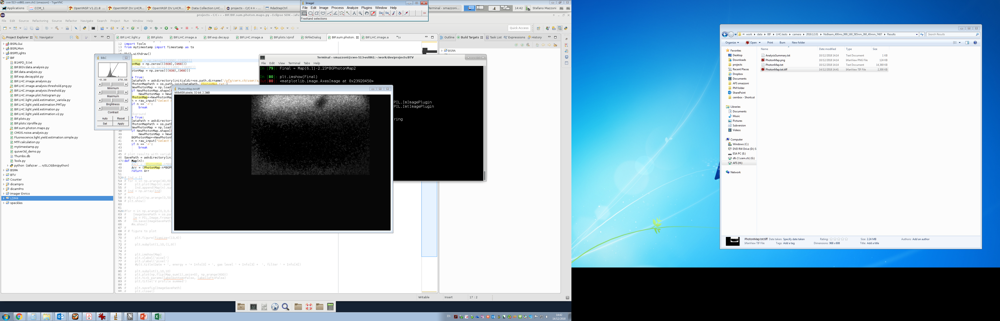 cwe-513-vol861.cern.ch:1 (smazzoni) - TigerVNC
Applications
CCM_1
OpenYASP V1.21.8 ...
OpenYASP DV LHCR...
OpenYASP DV LHCR...
Data Collection LHC...
projects - C/C++ - ...
RdaStepCtrl
Terminal - smazzoni...
14:42
Stefano Mazzoni
projects - C/C++ - BIF/BIF.sum.photon.maps.py - Eclipse SDK - /afs/
File Edit Source Refactoring Source Refactor Navigate Search Project Run Window Help
Quick Access
ImageJ
File Edit Image Process Analyze Plugins Window Help
Dev Stk >>
Freehand selections
Project Explorer
Navigator
BSRLGui
BSRLMon
BSRTLights
BIF
B1APD_S.txt
BIF.BGV.data.analysis.py
BIF.data.analysis.py
BIF.exp.decay.plot.py
BIF.LHC.image.analysis.py
BIF.LHC.image.analysis.threshold.png.py
BIF.LHC.image.analysis.threshold.py
BIF.LHC.image.plot.histogram.py
BIF.LHC.light.yield.estimation_variola.py
BIF.LHC.light.yield.estimation.PMT.py
BIF.LHC.light.yield.estimation.py
BIF.LHC.light.yield.estimation.v2.py
BIF.plots.py
BIF.plots.Vprofile.py
BIF.sum.photon.maps.py
CMOS.noise.analysis.py
Fluorescence.light.yield.estimation.simple.py
MTF.calculation.py
mytimestamp.py
quiver3d_demo.py
Thumbs.db
Tools.py
python (/afs/cer ... n/SLC6/bin/python)
BSRA
BTV
Counter
dicampro
dicamPro
Imager Enrico
LDM4
speckles
B&C
-8.38 278.55
Minimum
Maximum
Brightness
Contrast
Auto Reset
Set Apply
BIF.LHC.light.y
BIF.plots
BIF.LHC.image.a
BIF.exp.decay.p
BIF.LHC.image.a
BIF.plots.Vprof
tkFileDialog
BIF.sum.photon.
BIF.LHC.image.a
»13
12 import Tools
13 from mytimestamp import Timestamp as ts
14
.withdraw()
onMap = np.zeros(((1200),(1920)))
onMap = np.zeros(((608),(968)))
hotonMap = np.zeros(((1200),(1920)))
otonMap = np.zeros(((608),(968)))
e True:
DataPath = askdirectory(initialdir=os.path.dirname('/afs/cern.ch/user/s/
PhotonMapPath = os.path.join(DataPath,'PhotonMap.txt')
NewPhotonMap = np.loadt
if NewPhotonMap.shape[0
NewPhotonMap = NewP
PhotonMap+=NewPhotonMap
n = raw_input("Select n
if n == 'n':
break
ckground
e True:
DataPath = askdirectory
PhotonMapPath = os.path
NewPhotonMap = np.loadt
38 if NewPhotonMap.shape[0
39 NewPhotonMap = NewP
40 BGPhotonMap+=NewPhotonM
41 n = raw_input("Select n
42 if n == 'n':
43 break
44
45 # plot results with variabl
46 SavePath = askdirectory(ini
47 def Map(n):
48 #Arr = (PhotonMap-n*BGP
49 Arr = (PhotonMap-n*BGPh
50 return Arr
51
52 # Ind = []
53 # for n in np.arange(40,60
54 # plt.plot(Map(n).sum(
55 # Ind.append(Map(n).su
56 # Ind = np.array(Ind)
57 #
58 # #plt.plot(np.arange(0,50
59 # plt.show()
60
61
62 #for n in np.arange(0,3,0.
63 # ImageSavePath = os.pa
64 # Im = PIL.Image.fromarr
65 # Im.save(ImageSavePath
66 #m.show()
67 #
68 # # figure to plot
69 #
70 # plt.figure(figsize=(13,6))
71 #
72 # plt.subplot(1,10,(1,9))
73 #
74 #
75 # plt.imshow(Map)
76 # plt.xlabel('pixel')
77 # plt.ylabel('pixel')
78 # #plt.title(Date + ', energy = '+ Info[0] + ', gas level ' + Info[3] + ', filter ' + Info[4])
79 #
80 # plt.subplot(1,10,10)
81 # plt.plot(np.flip(Map.sum(1),axis=0), np.arange(600))
82 # plt.tick_params(labelbottom=False, labelleft=False)
83 # plt.title('V profile summed')
84 #
85 # plt.savefig(ImageSavePath)
86 # plt.close()
Terminal - smazzoni@cwe-513-vol861:~/work/dev/projects/BTV
File Edit View Terminal Tabs Help
In [79]: Final = Map(6.1)-2.23*BGPhotonMap2
In [80]: plt.imshow(Final)
Out[80]: <matplotlib.image.AxesImage at 0x23920450>
PIL.ImImagePlugin
PIL.ImtImagePlugin
ring
PhotonMap.txt.tiff
968x608 pixels; 32-bit; 2.2MB
Outline
Build Targets
Task List
Expressions
History
BSRA
Writable
Insert
17 : 2
EN
14:42
14/12/2018
work
data
BIF
LHC.tests
camera
2018.12.01
NoBeam_400ms_999_160_585nm_360_40mm_7487
Results
Search Results
Organize
Open
Print
Burn
New folder
Name Date modified Type Size
AnalysisSummary.txt 10/12/2018 14:14 Text Document 1 KB
PhotonMap.png 10/12/2018 14:14 IrfanView PNG File 124 KB
PhotonMap.txt 10/12/2018 14:14 Text Document 14,369 KB
PhotonMap.txt.tiff 14/12/2018 14:41 IrfanView TIF File 2,300 KB
Favorites
Desktop
Downloads
projects
Recent Places
Dropbox
Documents
AFS smazzoni
PM folder
SharePoint
cernbox - Shortcut
Libraries
Documents
Music
Pictures
Subversion
Videos
Computer
Windows (C:)
DVD RW Drive (D:) S
ESA PC (E:)
dfs (\\cern.ch) (G:)
AFS (H:)
Network
PhotonMap.txt.tiff Date taken: Specify date taken Rating: Size: 2.24 MB Authors: Add an author
IrfanView TIF File Tags: Add a tag Dimensions: 968 x 608 Title: Add a title